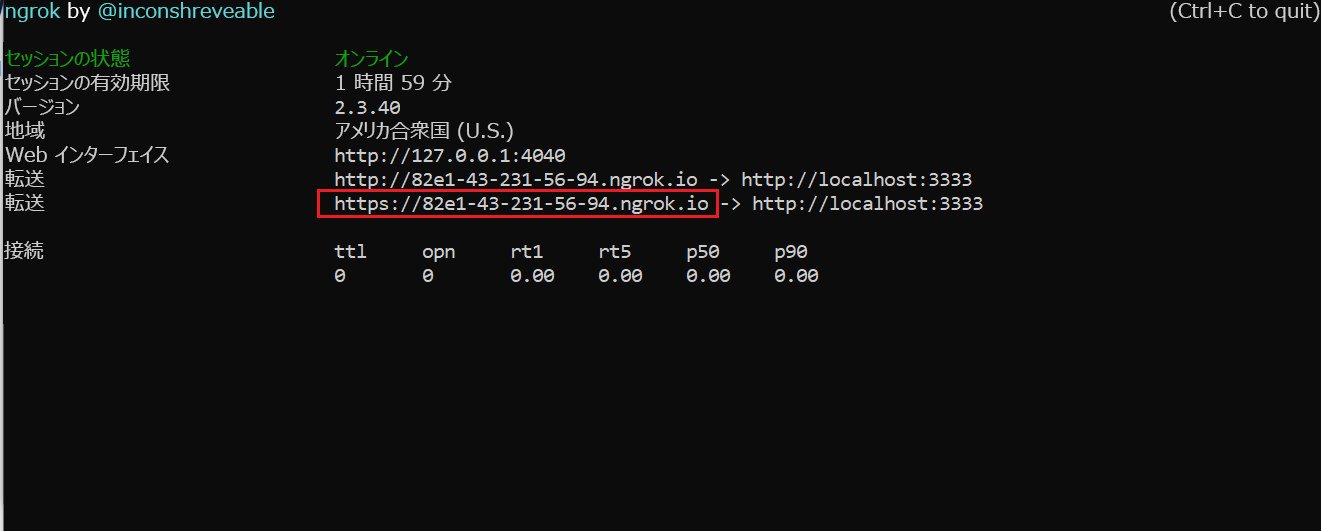 ngrok by @inconshreveable (Ctrl+C to quit)
セッションの状態 オンライン
セッションの有効期限 1 時間 59 分
バージョン 2.3.40
地域 アメリカ合衆国 (U.S.)
Web インターフェイス http://127.0.0.1:4040
転送 http://82e1-43-231-56-94.ngrok.io -> http://localhost:3333
転送 https://82e1-43-231-56-94.ngrok.io -> http://localhost:3333
接続 ttl opn rt1 rt5 p50 p90
0 0 0.00 0.00 0.00 0.00